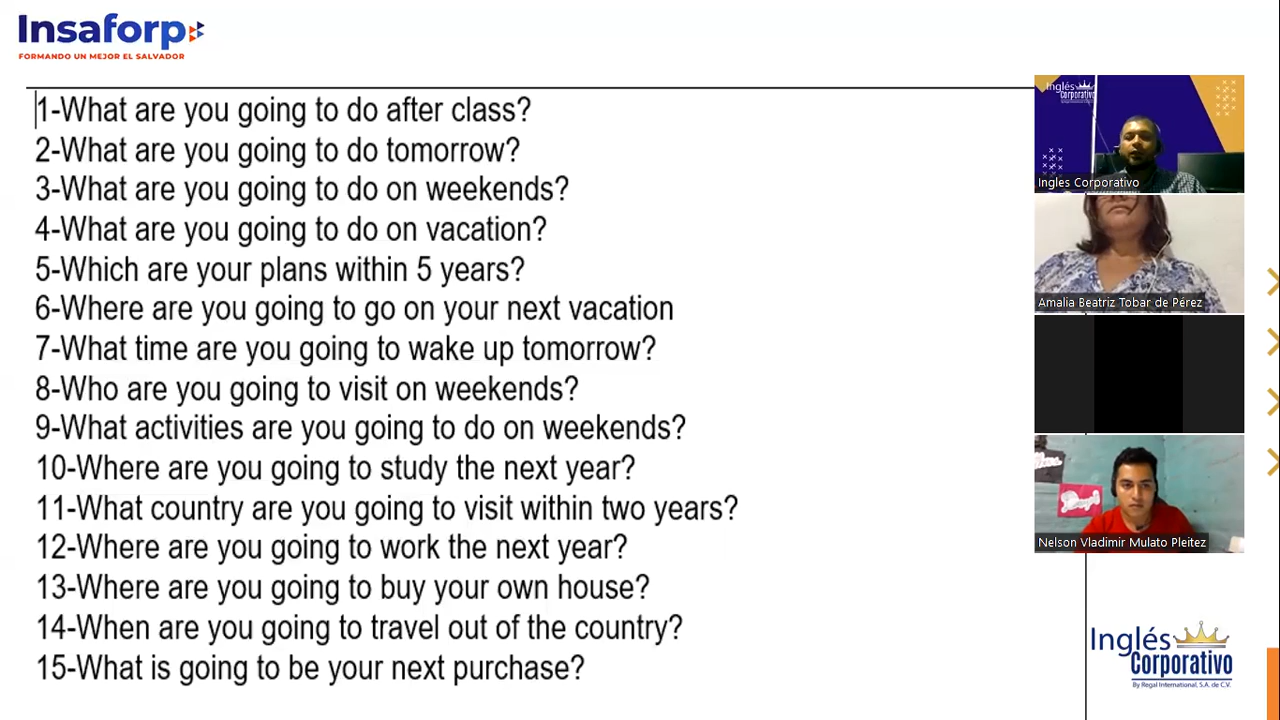 Insaforp
FORMANDO UN MEJOR EL SALVADOR
1-What are you going to do after class?
2-What are you going to do tomorrow?
3-What are you going to do on weekends?
4-What are you going to do on vacation?
5-Which are your plans within 5 years?
6-Where are you going to go on your next vacation
7-What time are you going to wake up tomorrow?
8-Who are you going to visit on weekends?
9-What activities are you going to do on weekends?
10-Where are you going to study the next year?
11-What country are you going to visit within two years?
12-Where are you going to work the next year?
13-Where are you going to buy your own house?
14-When are you going to travel out of the country?
15-What is going to be your next purchase?
Inglés
Corporativo
Ingles Corporativo
Amalia Beatriz Tobar de Pérez
Nelson Vladimir Mulato Pleitez
Inglés
Corporativo
By Regal International, S.A. de C.V.